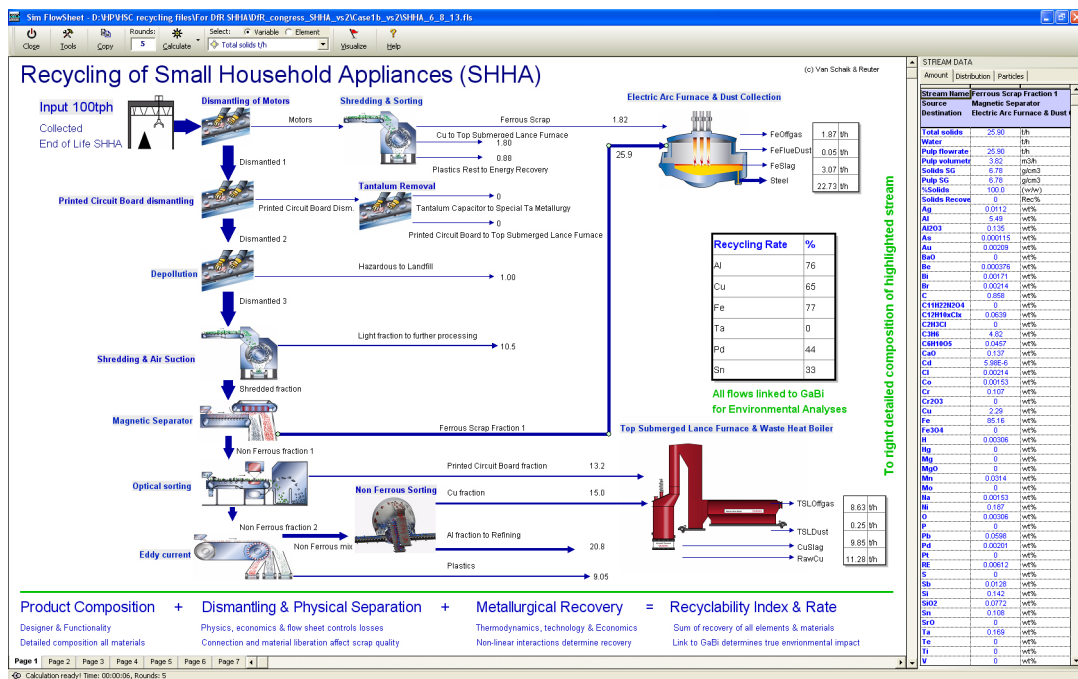 Sim FlowSheet - D:\HP\HSC recycling files\For DfR SHHA\DfR_congress_SHHA_vs2\Case1b_vs2\SHHA_6_8_13.fls
Close
Tools
Copy
Rounds:
5
Calculate
Select: Variable Element
Total solids t/h
Visualize
Help
Recycling of Small Household Appliances (SHHA)
(c) Van Schaik & Reuter
Input 100tph
Collected
End of Life SHHA
Dismantling of Motors
Motors
Shredding & Sorting
Ferrous Scrap 1.82
Cu to Top Submerged Lance Furnace
1.80
0.88
Plastics Rest to Energy Recovery
Electric Arc Furnace & Dust Collection
25.9
FeOffgas 1.87 t/h
FeFlueDust 0.05 t/h
FeSlag 3.07 t/h
Steel 22.73 t/h
Dismantled 1
Printed Circuit Board dismantling
Printed Circuit Board Dism.
Tantalum Removal
0
Tantalum Capacitor to Special Ta Metallurgy
0
Printed Circuit Board to Top Submerged Lance Furnace
Dismantled 2
Depollution
Hazardous to Landfill
1.00
Dismantled 3
Shredding & Air Suction
Light fraction to further processing
10.5
Shredded fraction
Magnetic Separator
Ferrous Scrap Fraction 1
Non Ferrous fraction 1
Optical sorting
Printed Circuit Board fraction 13.2
Non Ferrous Sorting
Cu fraction 15.0
Non Ferrous fraction 2
Non Ferrous mix
Al fraction to Refining
20.8
Eddy current
Plastics
9.05
Recycling Rate %
Al 76
Cu 65
Fe 77
Ta 0
Pd 44
Sn 33
All flows linked to GaBi
for Environmental Analyses
Top Submerged Lance Furnace & Waste Heat Boiler
TSLOffgas 8.63 t/h
TSLDust 0.25 t/h
CuSlag 9.85 t/h
RawCu 11.28 t/h
To right detailed composition of highlighted stream
Product Composition + Dismantling & Physical Separation + Metallurgical Recovery = Recyclability Index & Rate
Designer & Functionality
Physics, economics & flow sheet controls losses
Thermodynamics, technology & Economics
Sum of recovery of all elements & materials
Detailed composition all materials
Connection and material liberation affect scrap quality
Non-linear interactions determine recovery
Link to GaBi determines true envrionmental impact
Page 1 Page 2 Page 3 Page 4 Page 5 Page 6 Page 7
Calculation ready! Time: 00:00:06, Rounds: 5
STREAM DATA
Amount Distribution Particles
Stream Name Ferrous Scrap Fraction 1
Source Magnetic Separator
Destination Electric Arc Furnace & Dust
Total solids 25.90 t/h
Water t/h
Pulp flowrate 25.90 t/h
Pulp volumetr 3.82 m3/h
Solids SG 6.78 g/cm3
Pulp SG 6.78 g/cm3
%Solids 100.0 (w/w)
Solids Recove 0 Rec%
Ag 0.0112 wt%
Al 5.49 wt%
Al2O3 0.135 wt%
As 0.000115 wt%
Au 0.00209 wt%
BaO 0 wt%
Be 0.000376 wt%
Bi 0.00171 wt%
Br 0.00214 wt%
C 0.858 wt%
C11H22N2O4 0 wt%
C12H10xClx 0.0639 wt%
C2H3Cl 0 wt%
C3H6 4.82 wt%
C6H10O5 0.0457 wt%
CaO 0.137 wt%
Cd 5.98E-6 wt%
Cl 0.00214 wt%
Co 0.00153 wt%
Cr 0.107 wt%
Cr2O3 0 wt%
Cu 2.29 wt%
Fe 85.16 wt%
Fe3O4 0 wt%
H 0.00306 wt%
Hg 0 wt%
Mg 0 wt%
MgO 0 wt%
Mn 0.0314 wt%
Mo 0 wt%
Na 0.00153 wt%
Ni 0.187 wt%
O 0.00306 wt%
P 0 wt%
Pb 0.0598 wt%
Pd 0.00201 wt%
Pt 0 wt%
RE 0.00612 wt%
S 0 wt%
Sb 0.0128 wt%
Si 0.142 wt%
SiO2 0.0772 wt%
Sn 0.108 wt%
SrO 0 wt%
Ta 0.169 wt%
Te 0 wt%
Ti 0 wt%
V 0 wt%